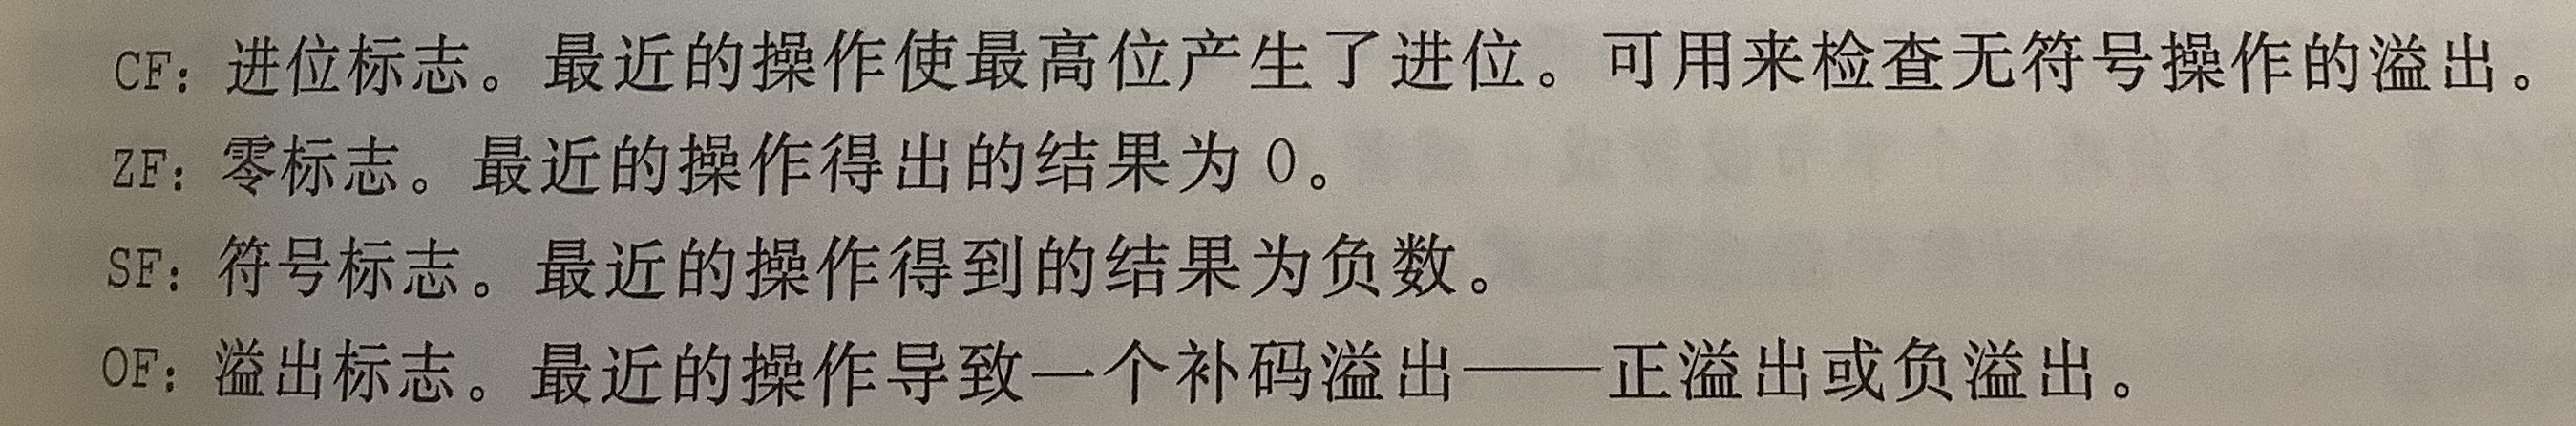 CF：进位标志。最近的操作使最高位产生了进位。可用来检查无符号操作的溢出。
ZF：零标志。最近的操作得出的结果为 0。
SF：符号标志。最近的操作得到的结果为负数。
OF：溢出标志。最近的操作导致一个补码溢出——正溢出或负溢出。